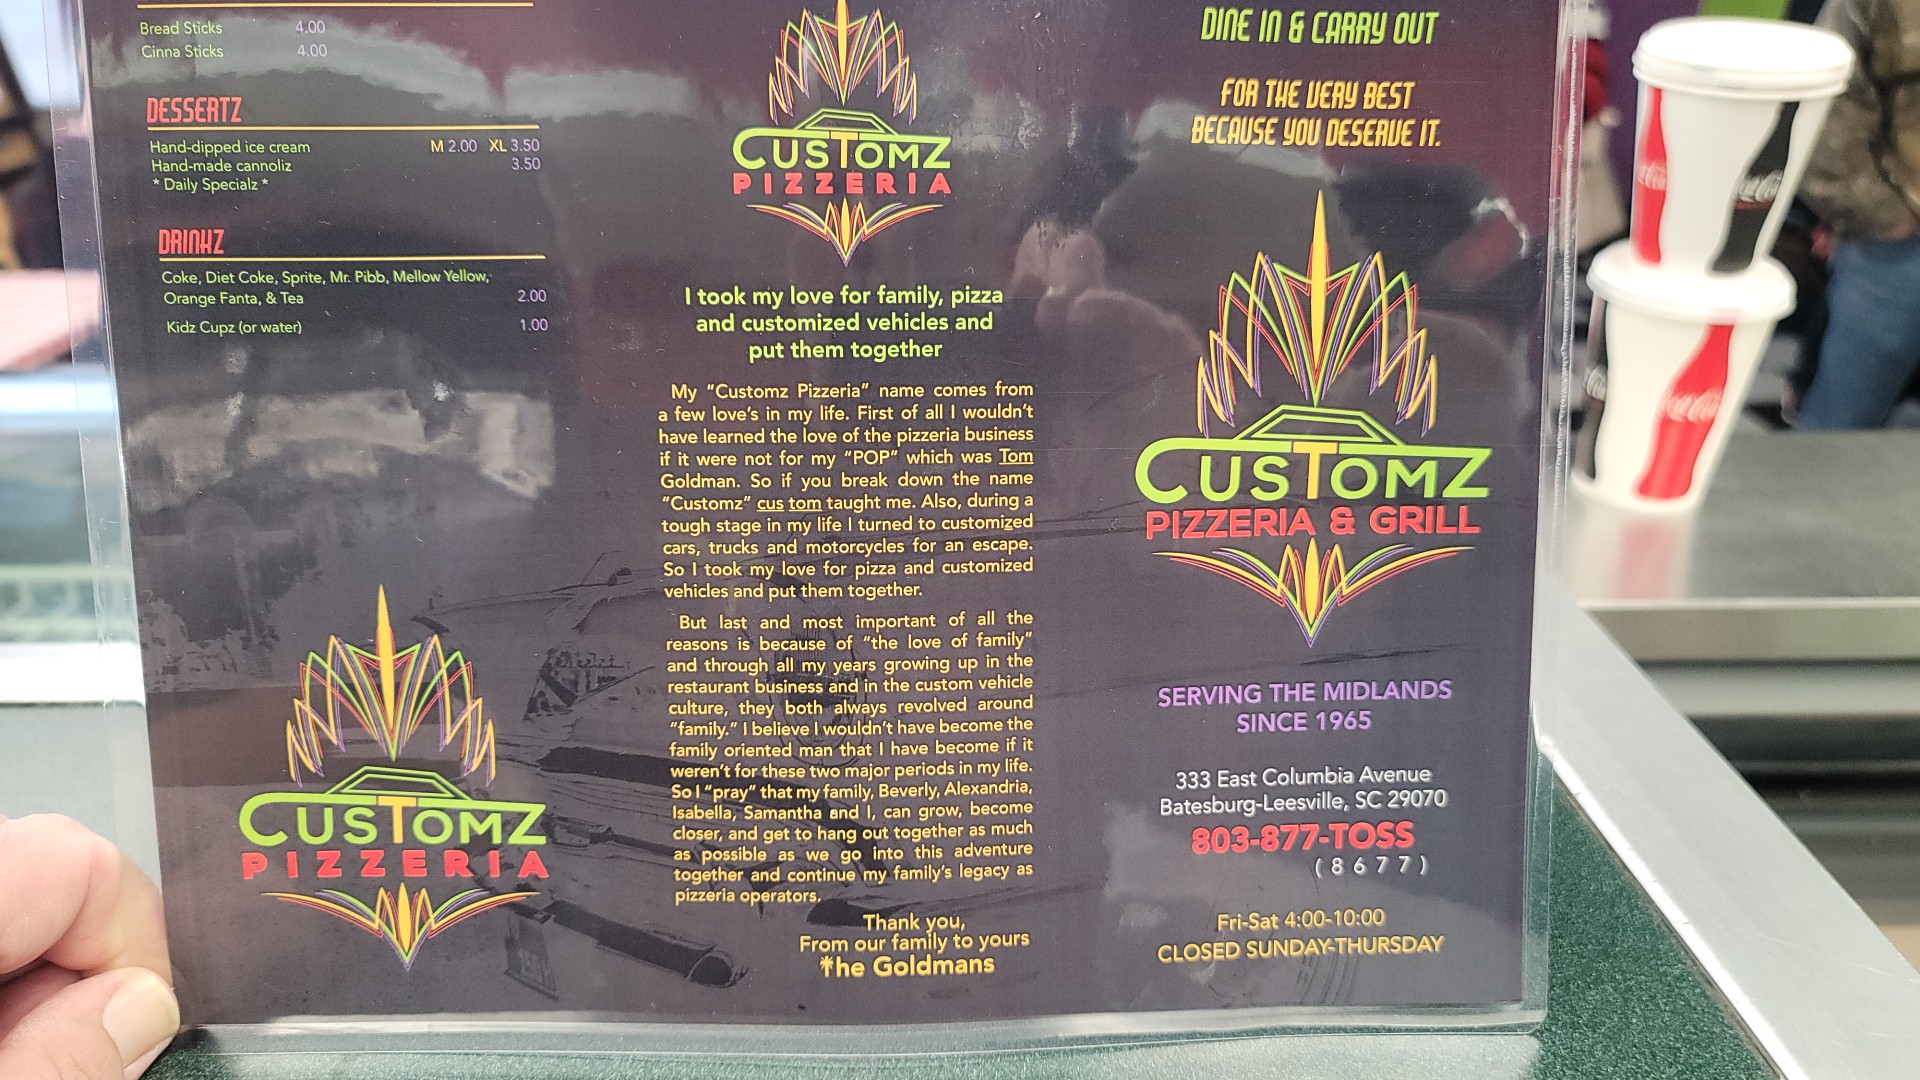 Bread Sticks 4.00
Cinna Sticks 4.00
DESSERTZ
Hand-dipped ice cream M 2.00 XL 3.50
Hand-made cannoliz 3.50
* Daily Specialz *
DRINKZ
Coke, Diet Coke, Sprite, Mr. Pibb, Mellow Yellow,
Orange Fanta, & Tea 2.00
Kidz Cupz (or water) 1.00
CUSTOMZ
PIZZERIA
CUSTOMZ
PIZZERIA
I took my love for family, pizza
and customized vehicles and
put them together
My "Customz Pizzeria" name comes from
a few love's in my life. First of all I wouldn't
have learned the love of the pizzeria business
if it were not for my "POP" which was Tom
Goldman. So if you break down the name
"Customz" cus tom taught me. Also, during a
tough stage in my life I turned to customized
cars, trucks and motorcycles for an escape.
So I took my love for pizza and customized
vehicles and put them together.
But last and most important of all the
reasons is because of "the love of family"
and through all my years growing up in the
restaurant business and in the custom vehicle
culture, they both always revolved around
"family." I believe I wouldn't have become the
family oriented man that I have become if it
weren't for these two major periods in my life.
So I "pray" that my family, Beverly, Alexandria,
Isabella, Samantha and I, can grow, become
closer, and get to hang out together as much
as possible as we go into this adventure
together and continue my family's legacy as
pizzeria operators.
Thank you,
From our family to yours
The Goldmans
DINE IN & CARRY OUT
FOR THE VERY BEST
BECAUSE YOU DESERVE IT.
CUSTOMZ
PIZZERIA & GRILL
SERVING THE MIDLANDS
SINCE 1965
333 East Columbia Avenue
Batesburg-Leesville, SC 29070
803-877-TOSS
(8677)
Fri-Sat 4:00-10:00
CLOSED SUNDAY-THURSDAY
Coca-Cola
Coca-Cola